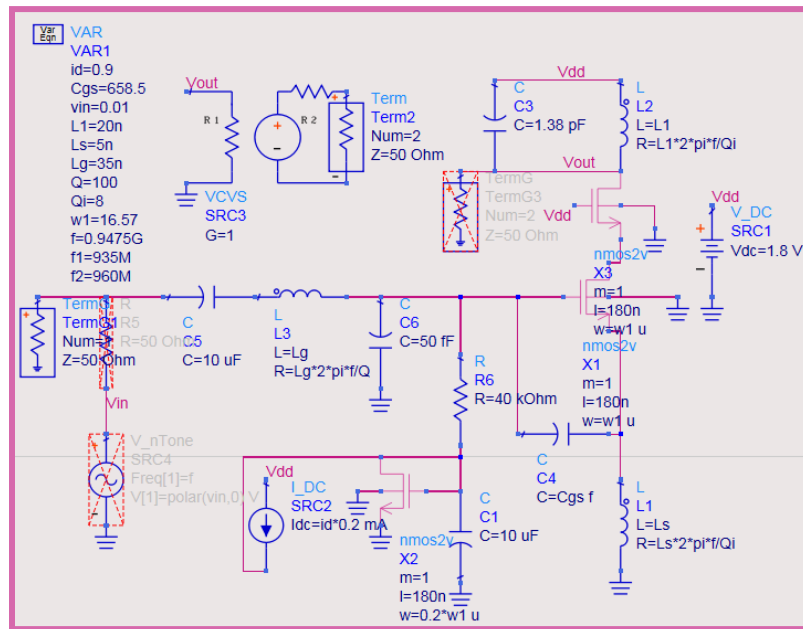 Var
Eqn
VAR
VAR1
id=0.9
Cgs=658.5
vin=0.01
L1=20n
Ls=5n
Lg=35n
Q=100
Qi=8
w1=16.57
f=0.9475G
f1=935M
f2=960M
Vout
R 1
VCVS
SRC3
G=1
R 2
Term
Term2
Num=2
Z=50 Ohm
Vdd
C
C3
C=1.38 pF
L
L2
L=L1
R=L1*2*pi*f/Qi
Vout
TermG
TermG3
Num=2
Z=50 Ohm
Vdd
nmos2v
X3
m=1
l=180n
w=w1 u
Vdd
V_DC
SRC1
Vdc=1.8 V
R
R5
R=50 Ohm
Z=50 Ohm
Vin
V_nTone
SRC4
Freq[1]=f
V[1]=polar(vin,0) V
C
C5
C=10 uF
L
L3
L=Lg
R=Lg*2*pi*f/Q
C
C6
C=50 fF
R
R6
R=40 kOhm
nmos2v
X1
m=1
l=180n
w=w1 u
Vdd
I_DC
SRC2
Idc=id*0.2 mA
nmos2v
X2
m=1
l=180n
w=0.2*w1 u
C
C1
C=10 uF
C
C4
C=Cgs f
L
L1
L=Ls
R=Ls*2*pi*f/Qi